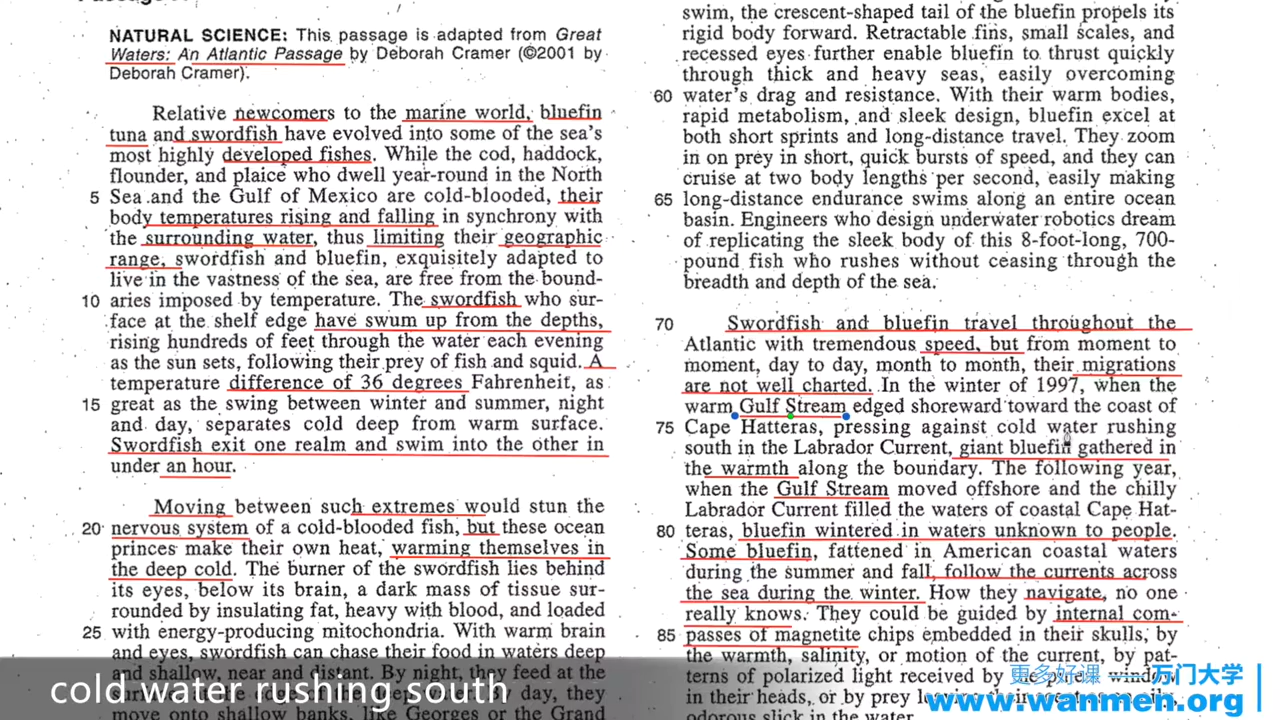 NATURAL SCIENCE: This passage is adapted from Great
Waters: An Atlantic Passage by Deborah Cramer (©2001 by
Deborah Cramer).
Relative newcomers to the marine world, bluefin
tuna and swordfish have evolved into some of the sea's
most highly developed fishes. While the cod, haddock,
flounder, and plaice who dwell year-round in the North
5 Sea and the Gulf of Mexico are cold-blooded, their
body temperatures rising and falling in synchrony with
the surrounding water, thus limiting their geographic
range, swordfish and bluefin, exquisitely adapted to
live in the vastness of the sea, are free from the bound-
10 aries imposed by temperature. The swordfish who sur-
face at the shelf edge have swum up from the depths,
rising hundreds of feet through the water each evening
as the sun sets, following their prey of fish and squid. A
temperature difference of 36 degrees Fahrenheit, as
15 great as the swing between winter and summer, night
and day, separates cold deep from warm surface.
Swordfish exit one realm and swim into the other in
under an hour.
Moving between such extremes would stun the
20 nervous system of a cold-blooded fish, but these ocean
princes make their own heat, warming themselves in
the deep cold. The burner of the swordfish lies behind
its eyes, below its brain, a dark mass of tissue sur-
rounded by insulating fat, heavy with blood, and loaded
25 with energy-producing mitochondria. With warm brain
and eyes, swordfish can chase their food in waters deep
and shallow, near and distant. By night, they feed at the
day, they
move onto shallow banks, like Georges or the Grand
swim, the crescent-shaped tail of the bluefin propels its
rigid body forward. Retractable fins, small scales, and
recessed eyes further enable bluefin to thrust quickly
through thick and heavy seas, easily overcoming
60 water's drag and resistance. With their warm bodies,
rapid metabolism, and sleek design, bluefin excel at
both short sprints and long-distance travel. They zoom
in on prey in short, quick bursts of speed, and they can
cruise at two body lengths per second, easily making
65 long-distance endurance swims along an entire ocean
basin. Engineers who design underwater robotics dream
of replicating the sleek body of this 8-foot-long, 700-
pound fish who rushes without ceasing through the
breadth and depth of the sea.
70 Swordfish and bluefin travel throughout the
Atlantic with tremendous speed, but from moment to
moment, day to day, month to month, their migrations
are not well charted. In the winter of 1997, when the
warm Gulf Stream edged shoreward toward the coast of
75 Cape Hatteras, pressing against cold water rushing
south in the Labrador Current, giant bluefin gathered in
the warmth along the boundary. The following year,
when the Gulf Stream moved offshore and the chilly
Labrador Current filled the waters of coastal Cape Hat-
80 teras, bluefin wintered in waters unknown to people.
Some bluefin, fattened in American coastal waters
during the summer and fall, follow the currents across
the sea during the winter. How they navigate, no one
really knows. They could be guided by internal com-
85 passes of magnetite chips embedded in their skulls, by
the warmth, salinity, or motion of the current, by pat-
terns of polarized light received by
in their heads, or by prey
odorous slick in the water.
cold water rushing south
更多好课 万门大学
www.wanmen.org